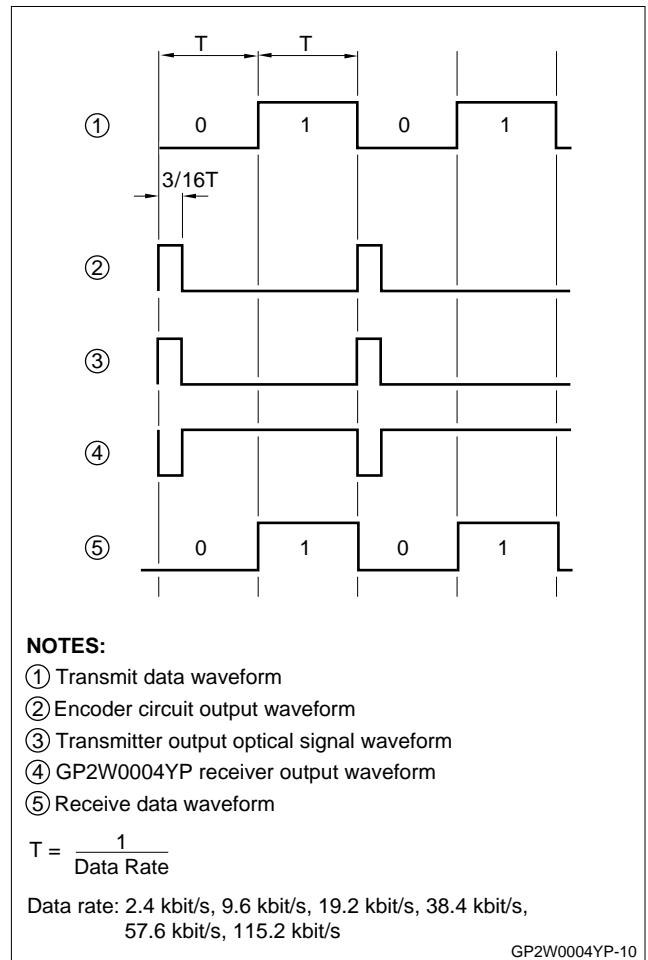 T T
① 0 1 0 1
3/16T
②
③
④
⑤ 0 1 0 1
NOTES:
① Transmit data waveform
② Encoder circuit output waveform
③ Transmitter output optical signal waveform
④ GP2W0004YP receiver output waveform
⑤ Receive data waveform
T = 1
Data Rate
Data rate: 2.4 kbit/s, 9.6 kbit/s, 19.2 kbit/s, 38.4 kbit/s,
57.6 kbit/s, 115.2 kbit/s
GP2W0004YP-10